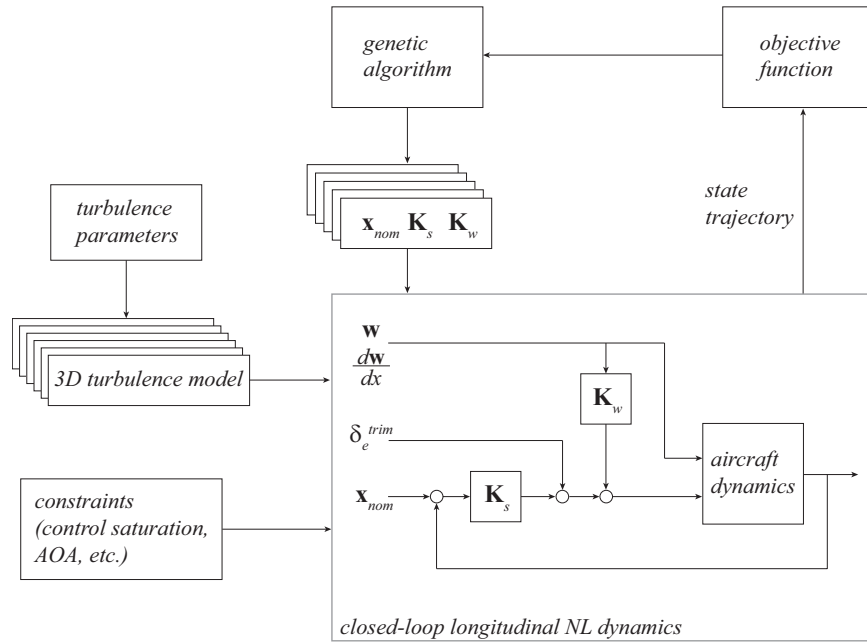 genetic
algorithm
objective
function
state
trajectory
turbulence
parameters
x_nom K_s K_w
3D turbulence model
constraints
(control saturation,
AOA, etc.)
w
dw
dx
K_w
δ_e^trim
x_nom
K_s
aircraft
dynamics
closed-loop longitudinal NL dynamics